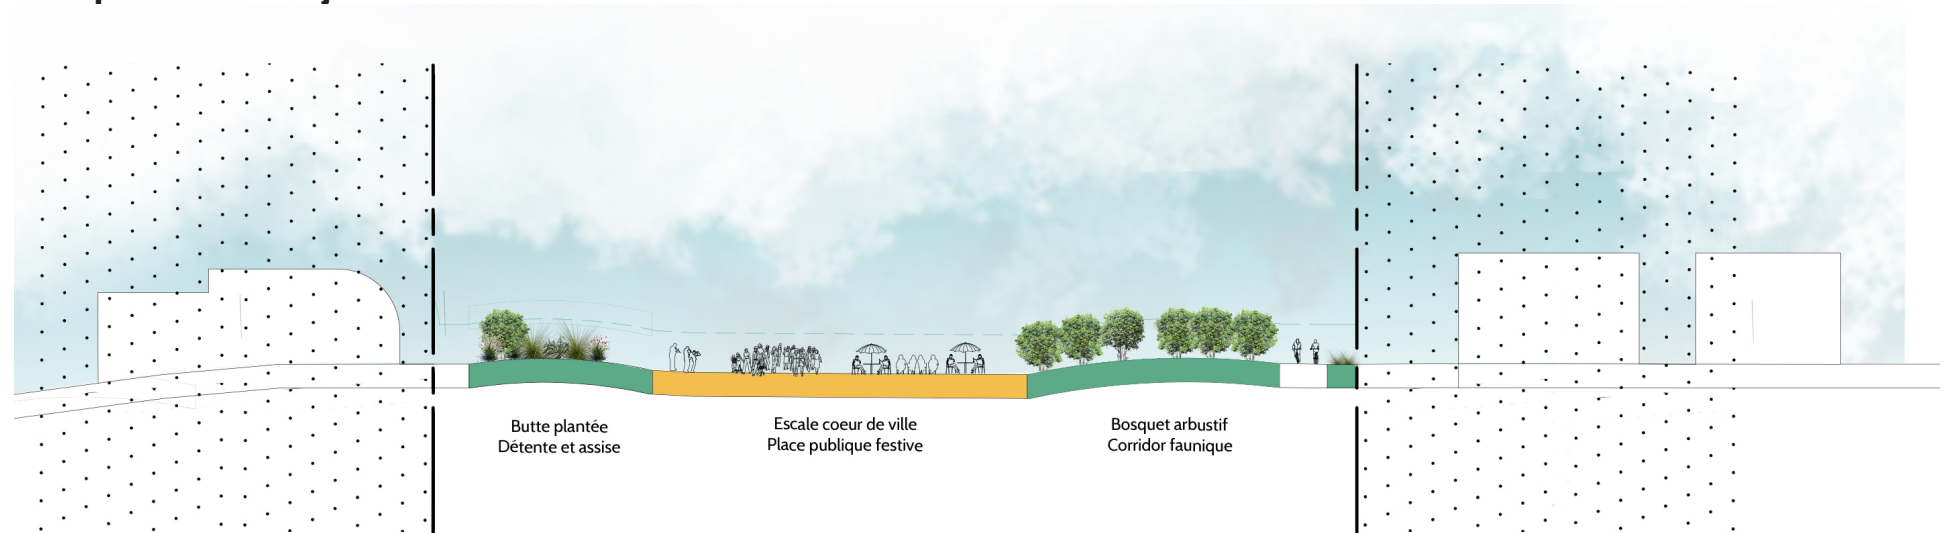 Butte plantée
Détente et assise
Escale coeur de ville
Place publique festive
Bosquet arbustif
Corridor faunique